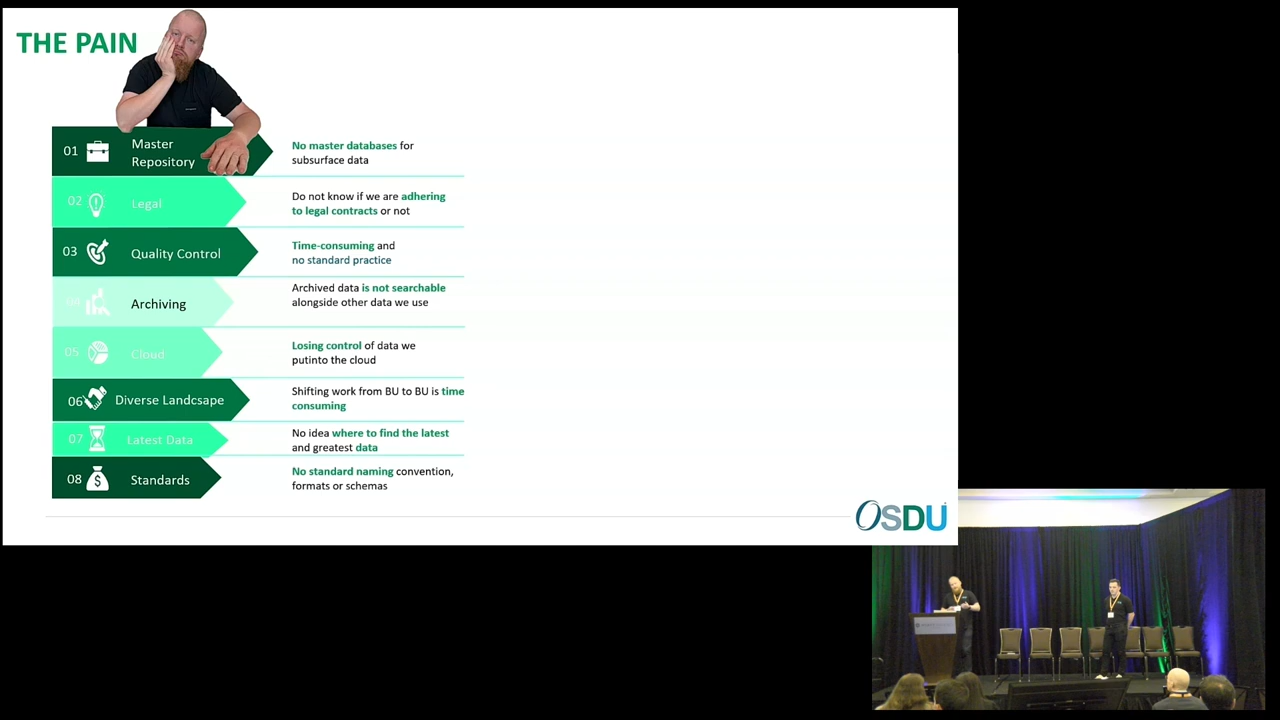 THE PAIN
01
Master
Repository
No master databases for
subsurface data
02
Legal
Do not know if we are adhering
to legal contracts or not
03
Quality Control
Time-consuming and
no standard practice
04
Archiving
Archived data is not searchable
alongside other data we use
05
Cloud
Losing control of data we
putinto the cloud
06
Diverse Landcsape
Shifting work from BU to BU is time
consuming
07
Latest Data
No idea where to find the latest
and greatest data
08
Standards
No standard naming convention,
formats or schemas
OSDU